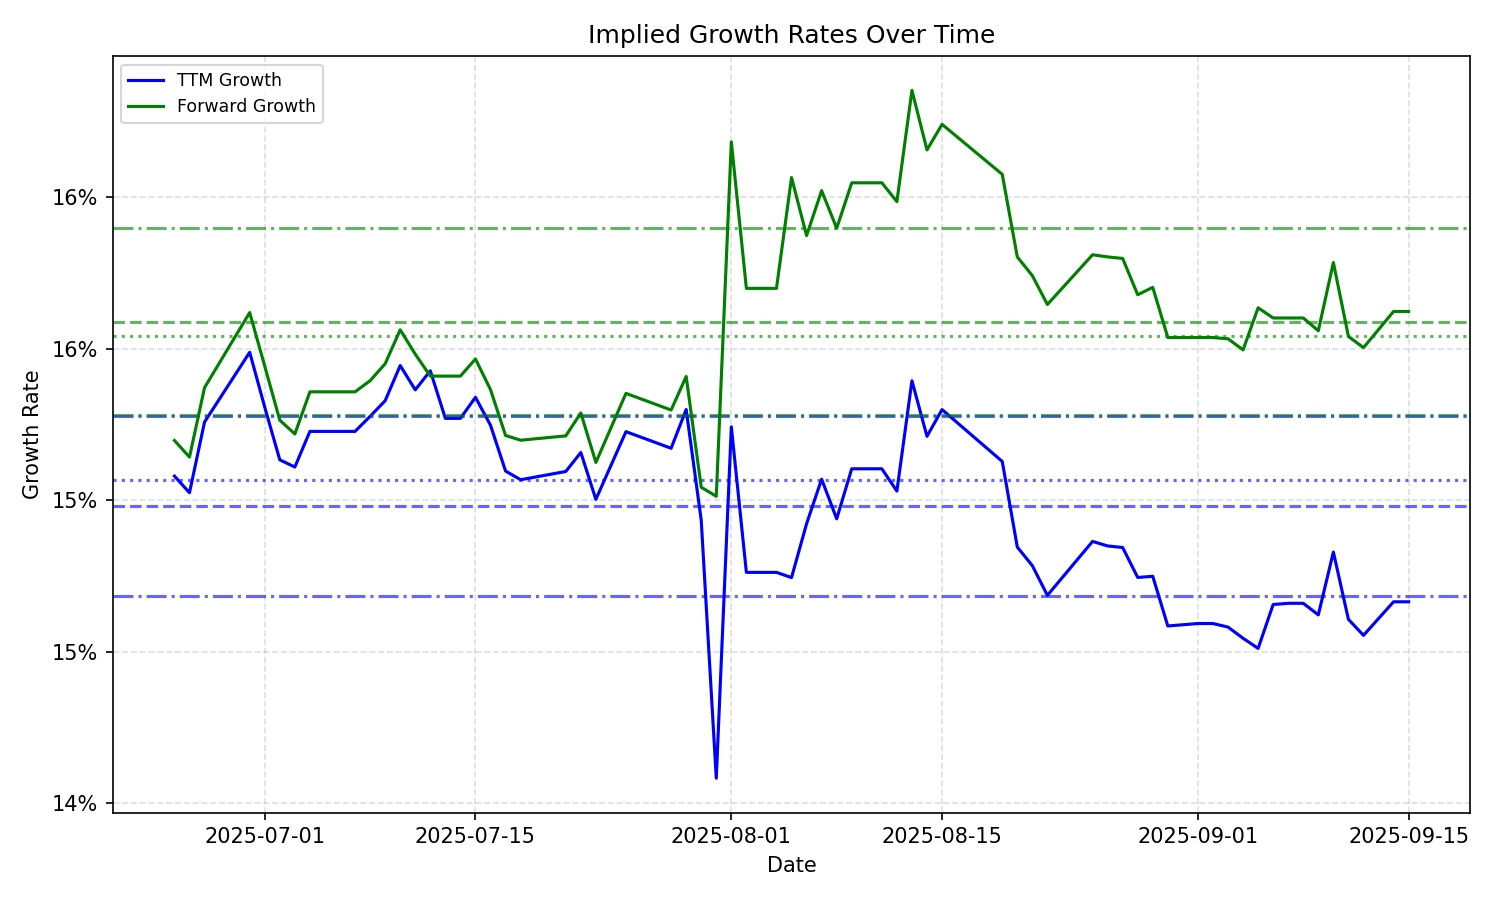 Implied Growth Rates Over Time
TTM Growth
Forward Growth
16%
16%
15%
15%
14%
Growth Rate
2025-07-01
2025-07-15
2025-08-01
2025-08-15
2025-09-01
2025-09-15
Date